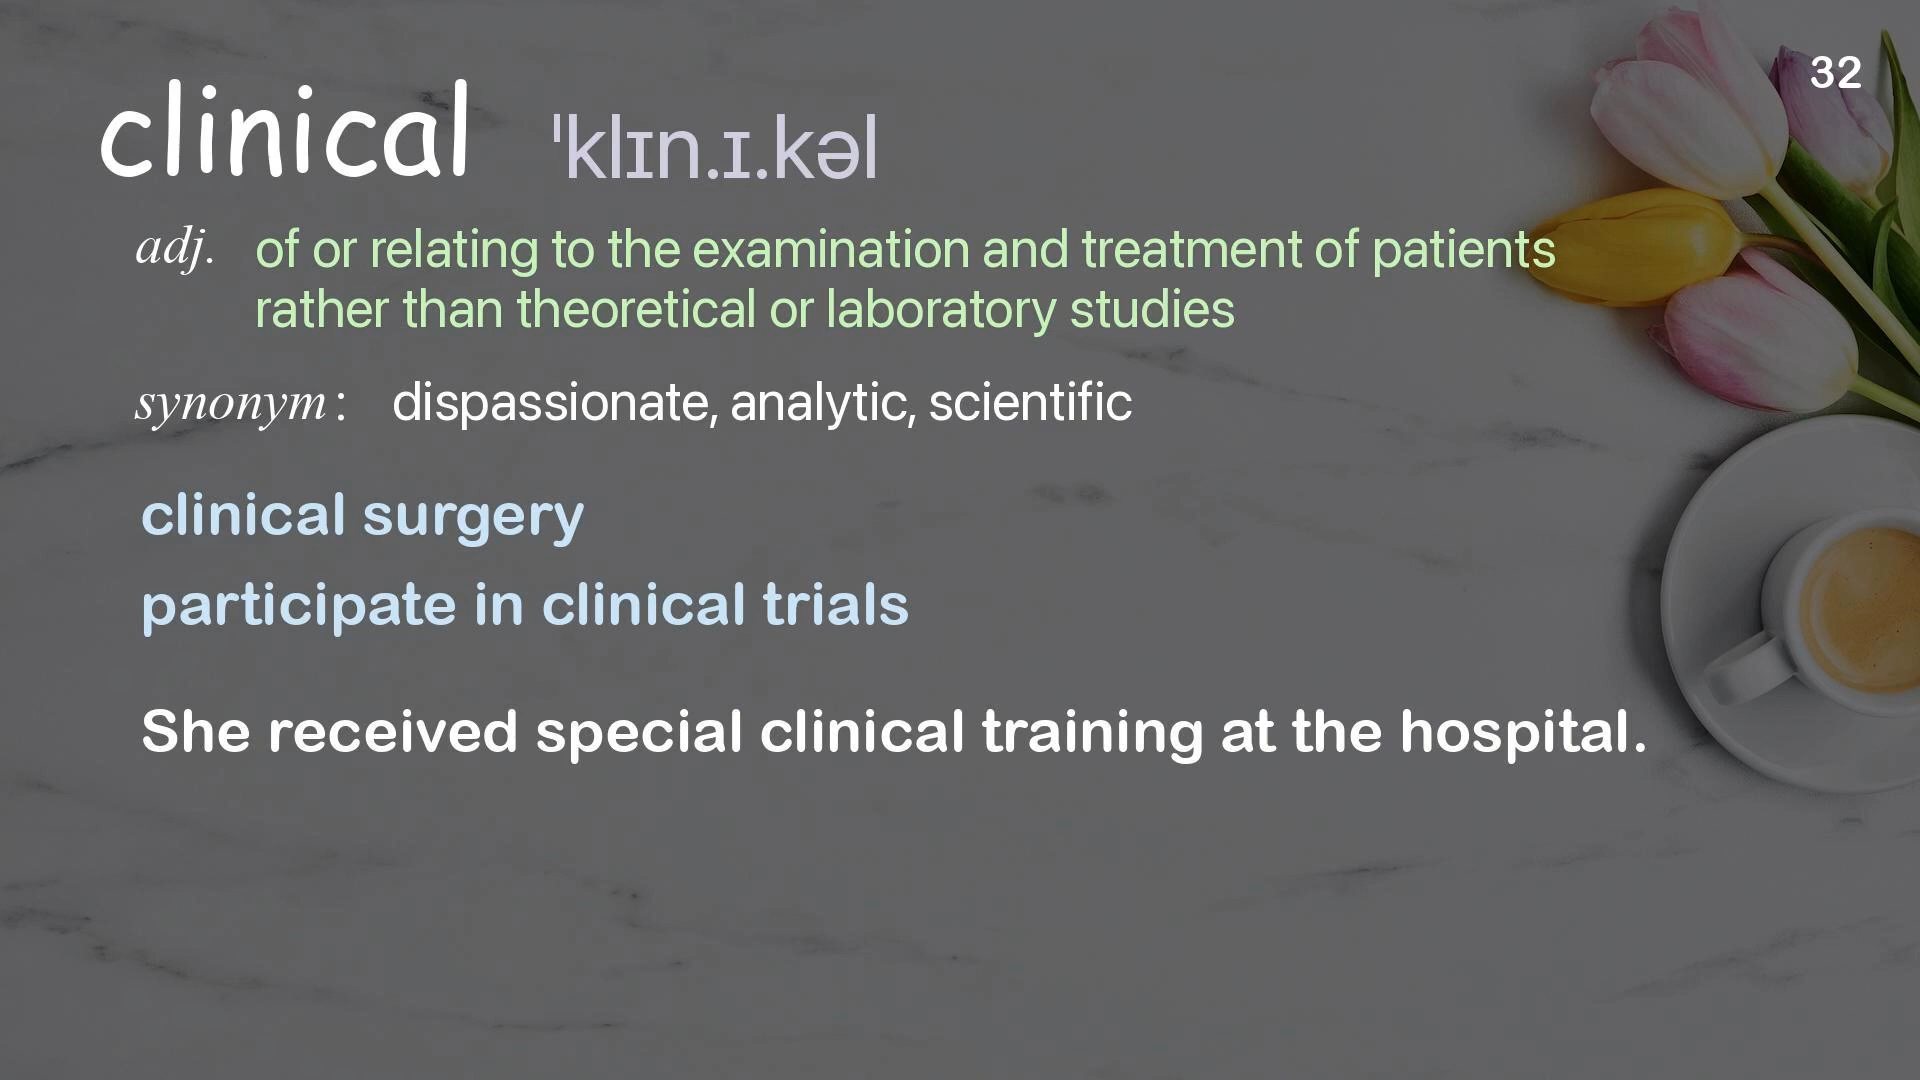 32
clinical ˈklɪn.ɪ.kəl
adj. of or relating to the examination and treatment of patients
rather than theoretical or laboratory studies
synonym : dispassionate, analytic, scientific
clinical surgery
participate in clinical trials
She received special clinical training at the hospital.